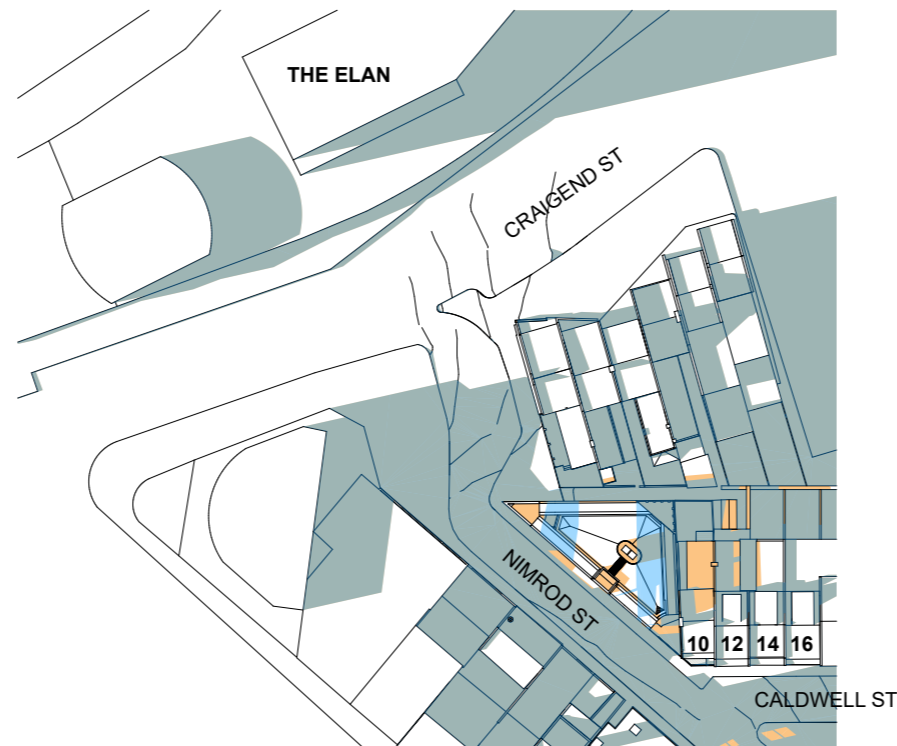 THE ELAN
CRAIGEND ST
NIMROD ST
10 12 14 16
CALDWELL ST